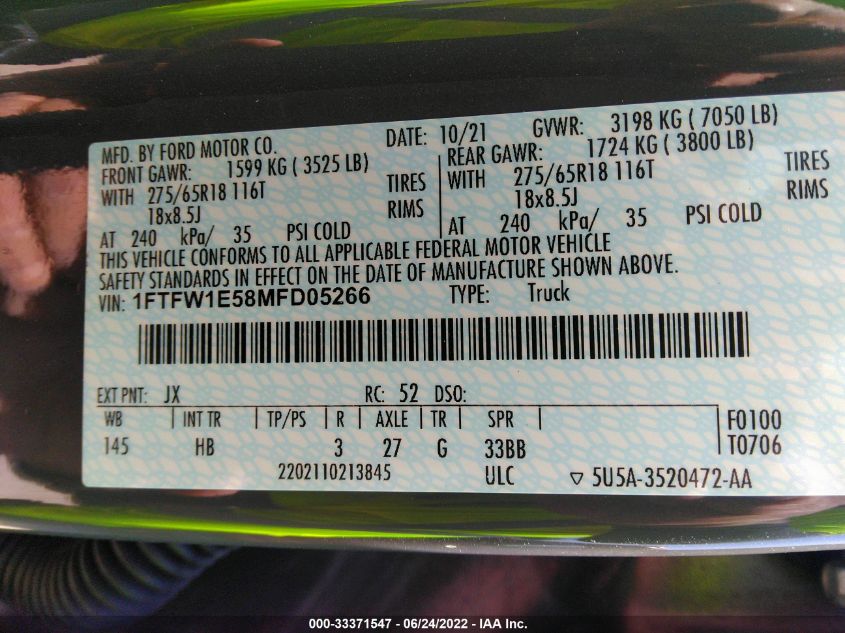 MFD. BY FORD MOTOR CO. DATE: 10/21 GVWR: 3198 KG ( 7050 LB)
FRONT GAWR: 1599 KG ( 3525 LB) REAR GAWR: 1724 KG ( 3800 LB)
WITH 275/65R18 116T TIRES WITH 275/65R18 116T TIRES
18x8.5J RIMS 18x8.5J RIMS
AT 240 kPa/ 35 PSI COLD AT 240 kPa/ 35 PSI COLD
THIS VEHICLE CONFORMS TO ALL APPLICABLE FEDERAL MOTOR VEHICLE
SAFETY STANDARDS IN EFFECT ON THE DATE OF MANUFACTURE SHOWN ABOVE.
VIN: 1FTFW1E58MFD05266 TYPE: Truck
EXT PNT: JX RC: 52 DSO:
WB INT TR TP/PS R AXLE TR SPR F0100
145 HB 3 27 G 33BB T0706
2202110213845 ULC ▽ 5U5A-3520472-AA
000-33371547 - 06/24/2022 - IAA Inc.